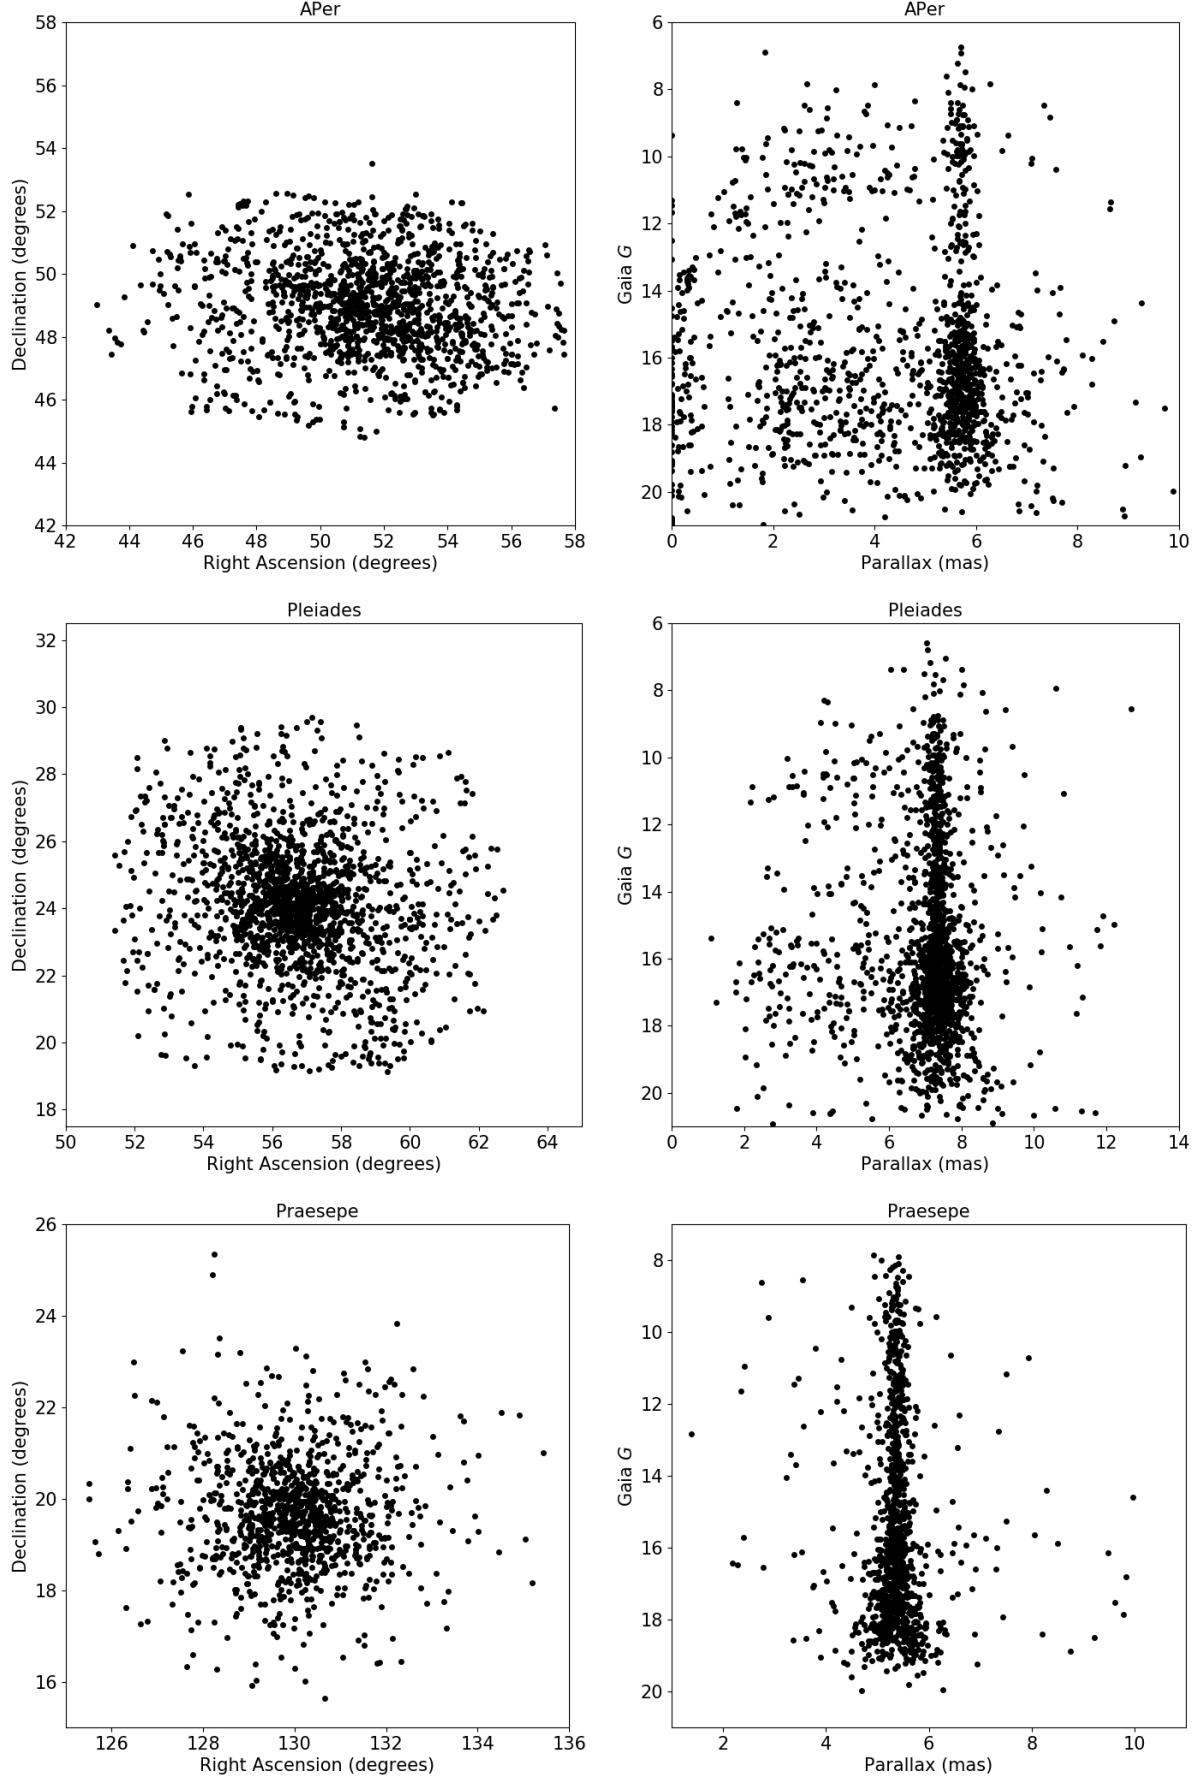 APer
58
56
54
52
50
48
46
44
42
Declination (degrees)
42 44 46 48 50 52 54 56 58
Right Ascension (degrees)
APer
6
8
10
12
14
16
18
20
Gaia G
0 2 4 6 8 10
Parallax (mas)
Pleiades
32
30
28
26
24
22
20
18
Declination (degrees)
50 52 54 56 58 60 62 64
Right Ascension (degrees)
Pleiades
6
8
10
12
14
16
18
20
Gaia G
0 2 4 6 8 10 12 14
Parallax (mas)
Praesepe
26
24
22
20
18
16
Declination (degrees)
126 128 130 132 134 136
Right Ascension (degrees)
Praesepe
8
10
12
14
16
18
20
Gaia G
2 4 6 8 10
Parallax (mas)